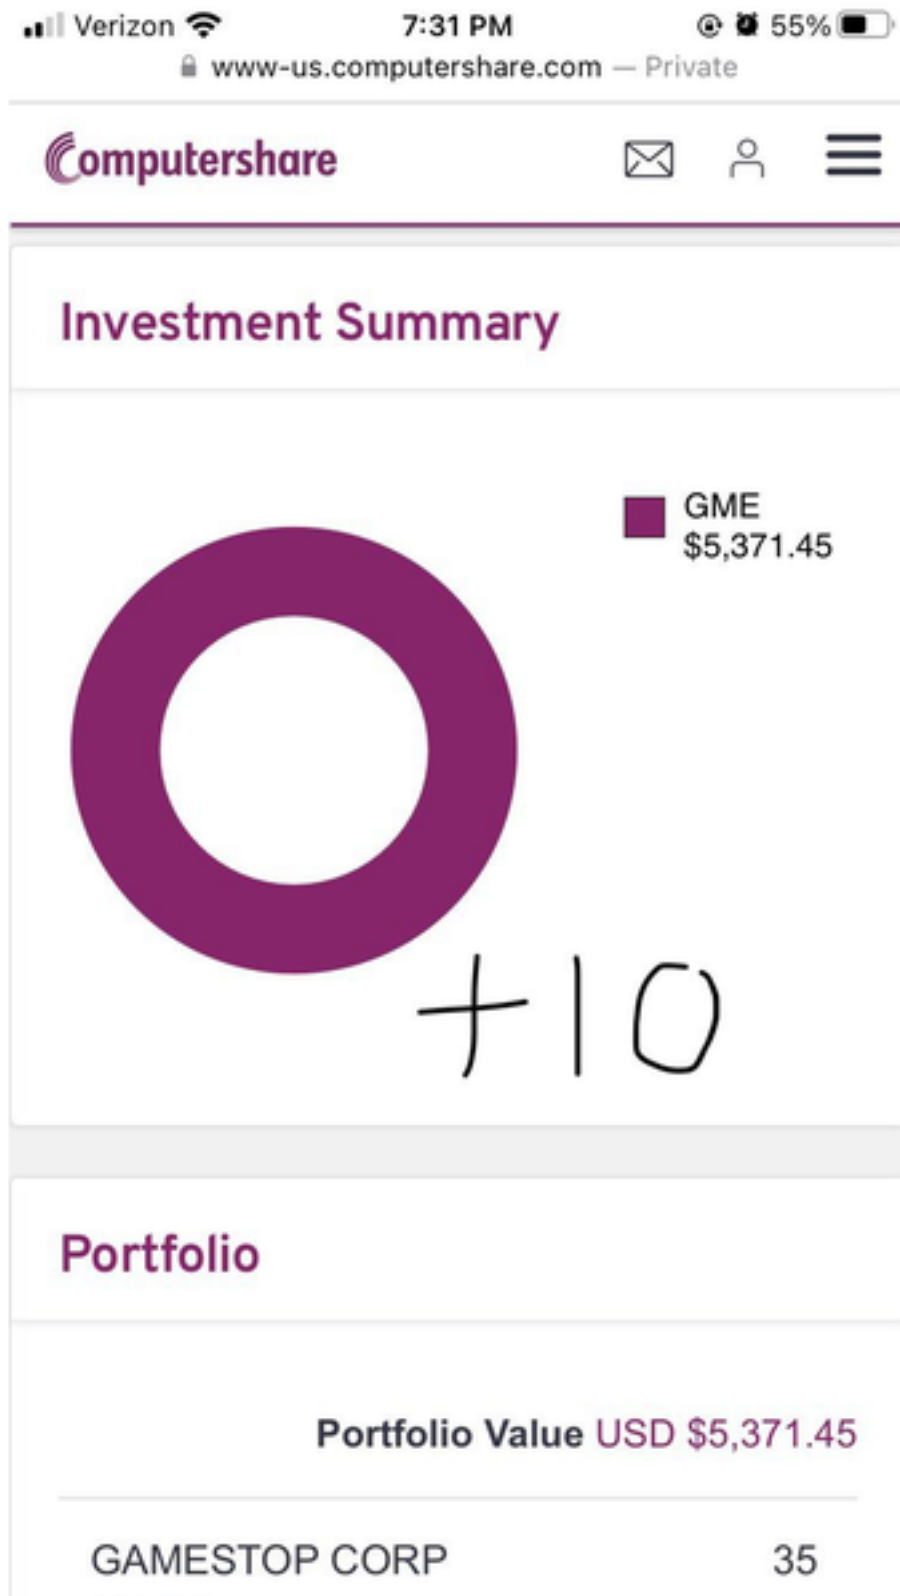 Verizon 7:31 PM 55%
www-us.computershare.com — Private
Computershare
Investment Summary
GME
$5,371.45
+10
Portfolio
Portfolio Value USD $5,371.45
GAMESTOP CORP 35